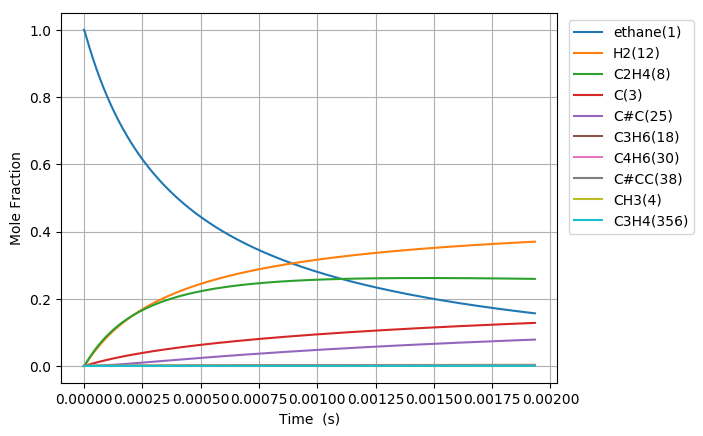 1.0
0.8
0.6
0.4
0.2
0.0
Mole Fraction
0.00000 0.00025 0.00050 0.00075 0.00100 0.00125 0.00150 0.00175 0.00200
Time (s)
ethane(1)
H2(12)
C2H4(8)
C(3)
C#C(25)
C3H6(18)
C4H6(30)
C#CC(38)
CH3(4)
C3H4(356)